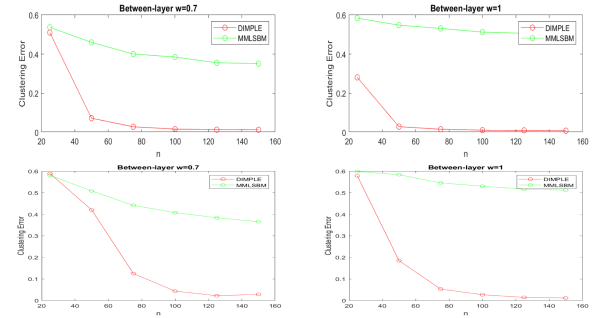 Between-layer w=0.7
Clustering Error
0.6
0.4
0.2
0
20 40 60 80 100 120 140 160
n
DIMPLE
MMLSBM
Between-layer w=1
Clustering Error
0.6
0.4
0.2
0
20 40 60 80 100 120 140 160
n
DIMPLE
MMLSBM
Between-layer w=0.7
Clustering Error
0.6
0.5
0.4
0.3
0.2
0.1
0
20 40 60 80 100 120 140 160
n
DIMPLE
MMLSBM
Between-layer w=1
Clustering Error
0.6
0.5
0.4
0.3
0.2
0.1
0
20 40 60 80 100 120 140 160
n
DIMPLE
MMLSBM